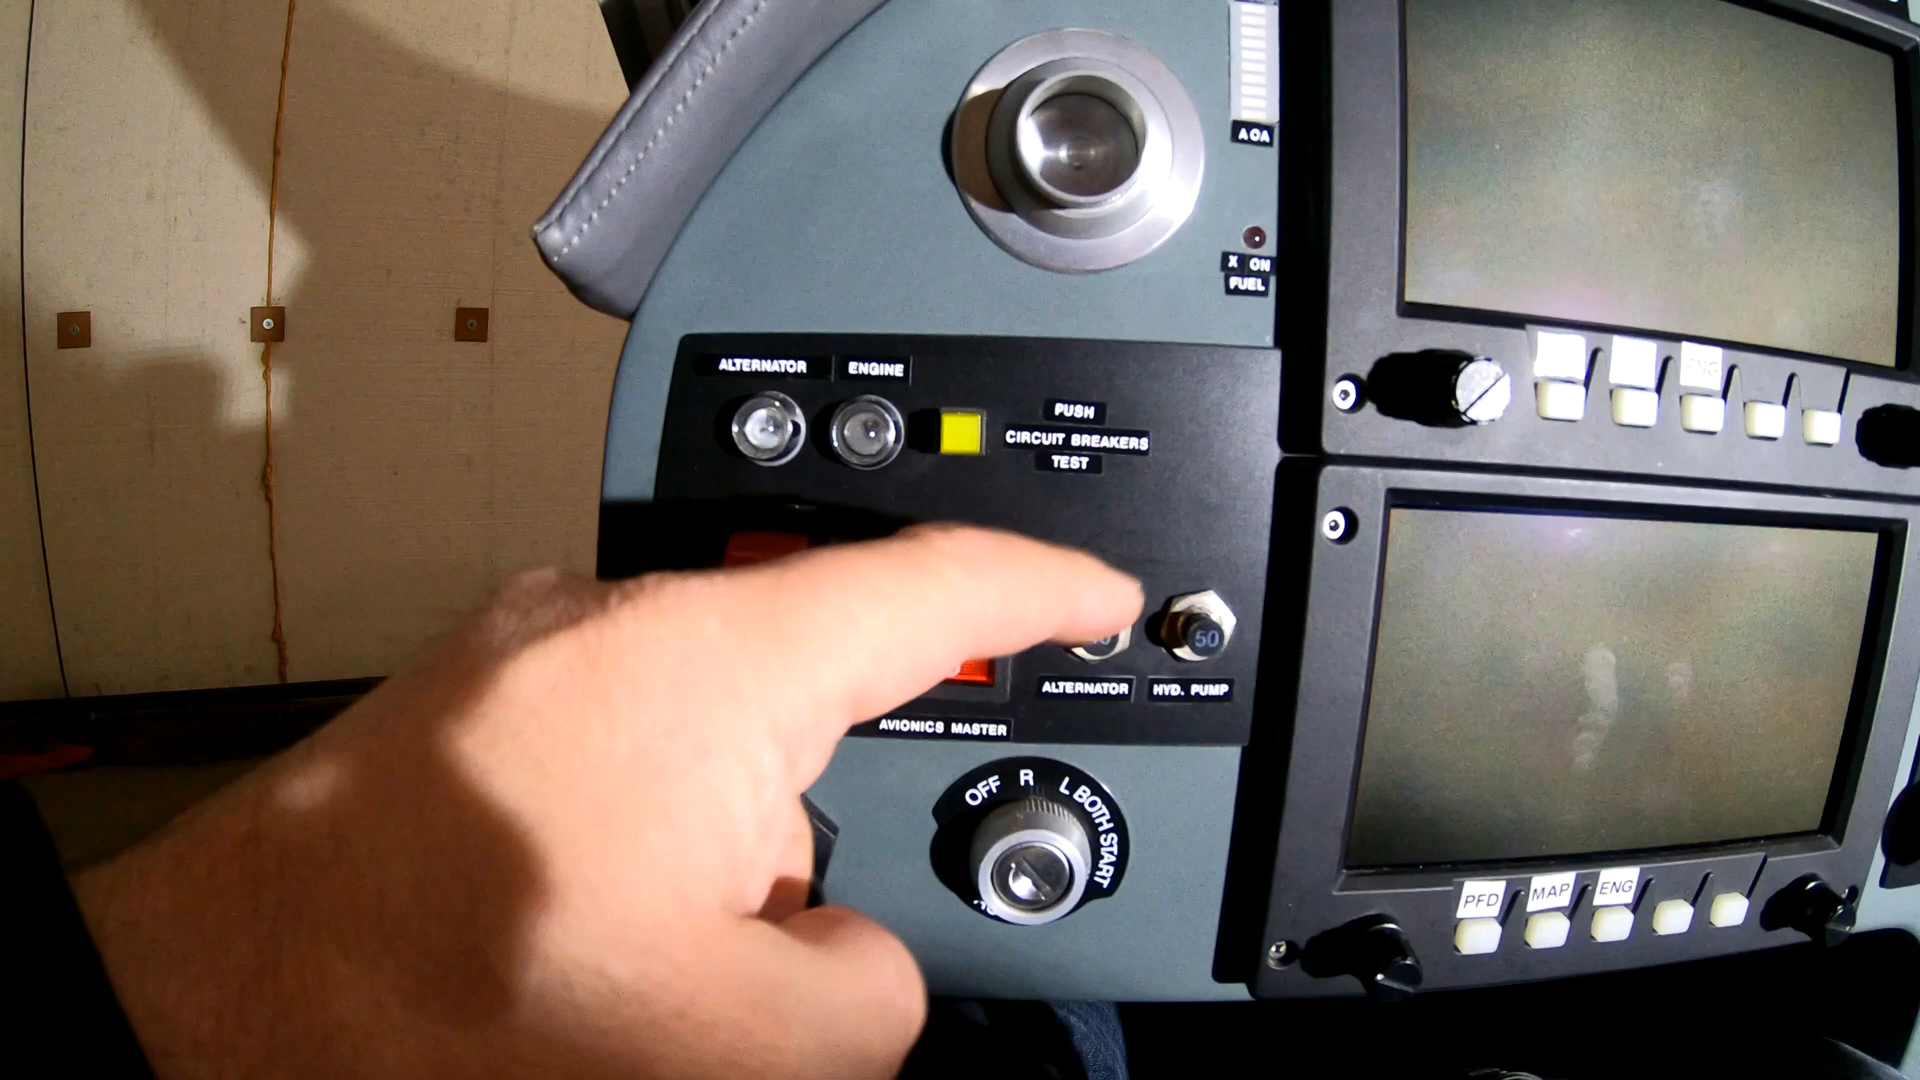 AOA
X ON
FUEL
ALTERNATOR
ENGINE
PUSH
CIRCUIT BREAKERS
TEST
ENG
50
ALTERNATOR
HYD. PUMP
AVIONICS MASTER
OFF R L BOTH START
PFD
MAP
ENG